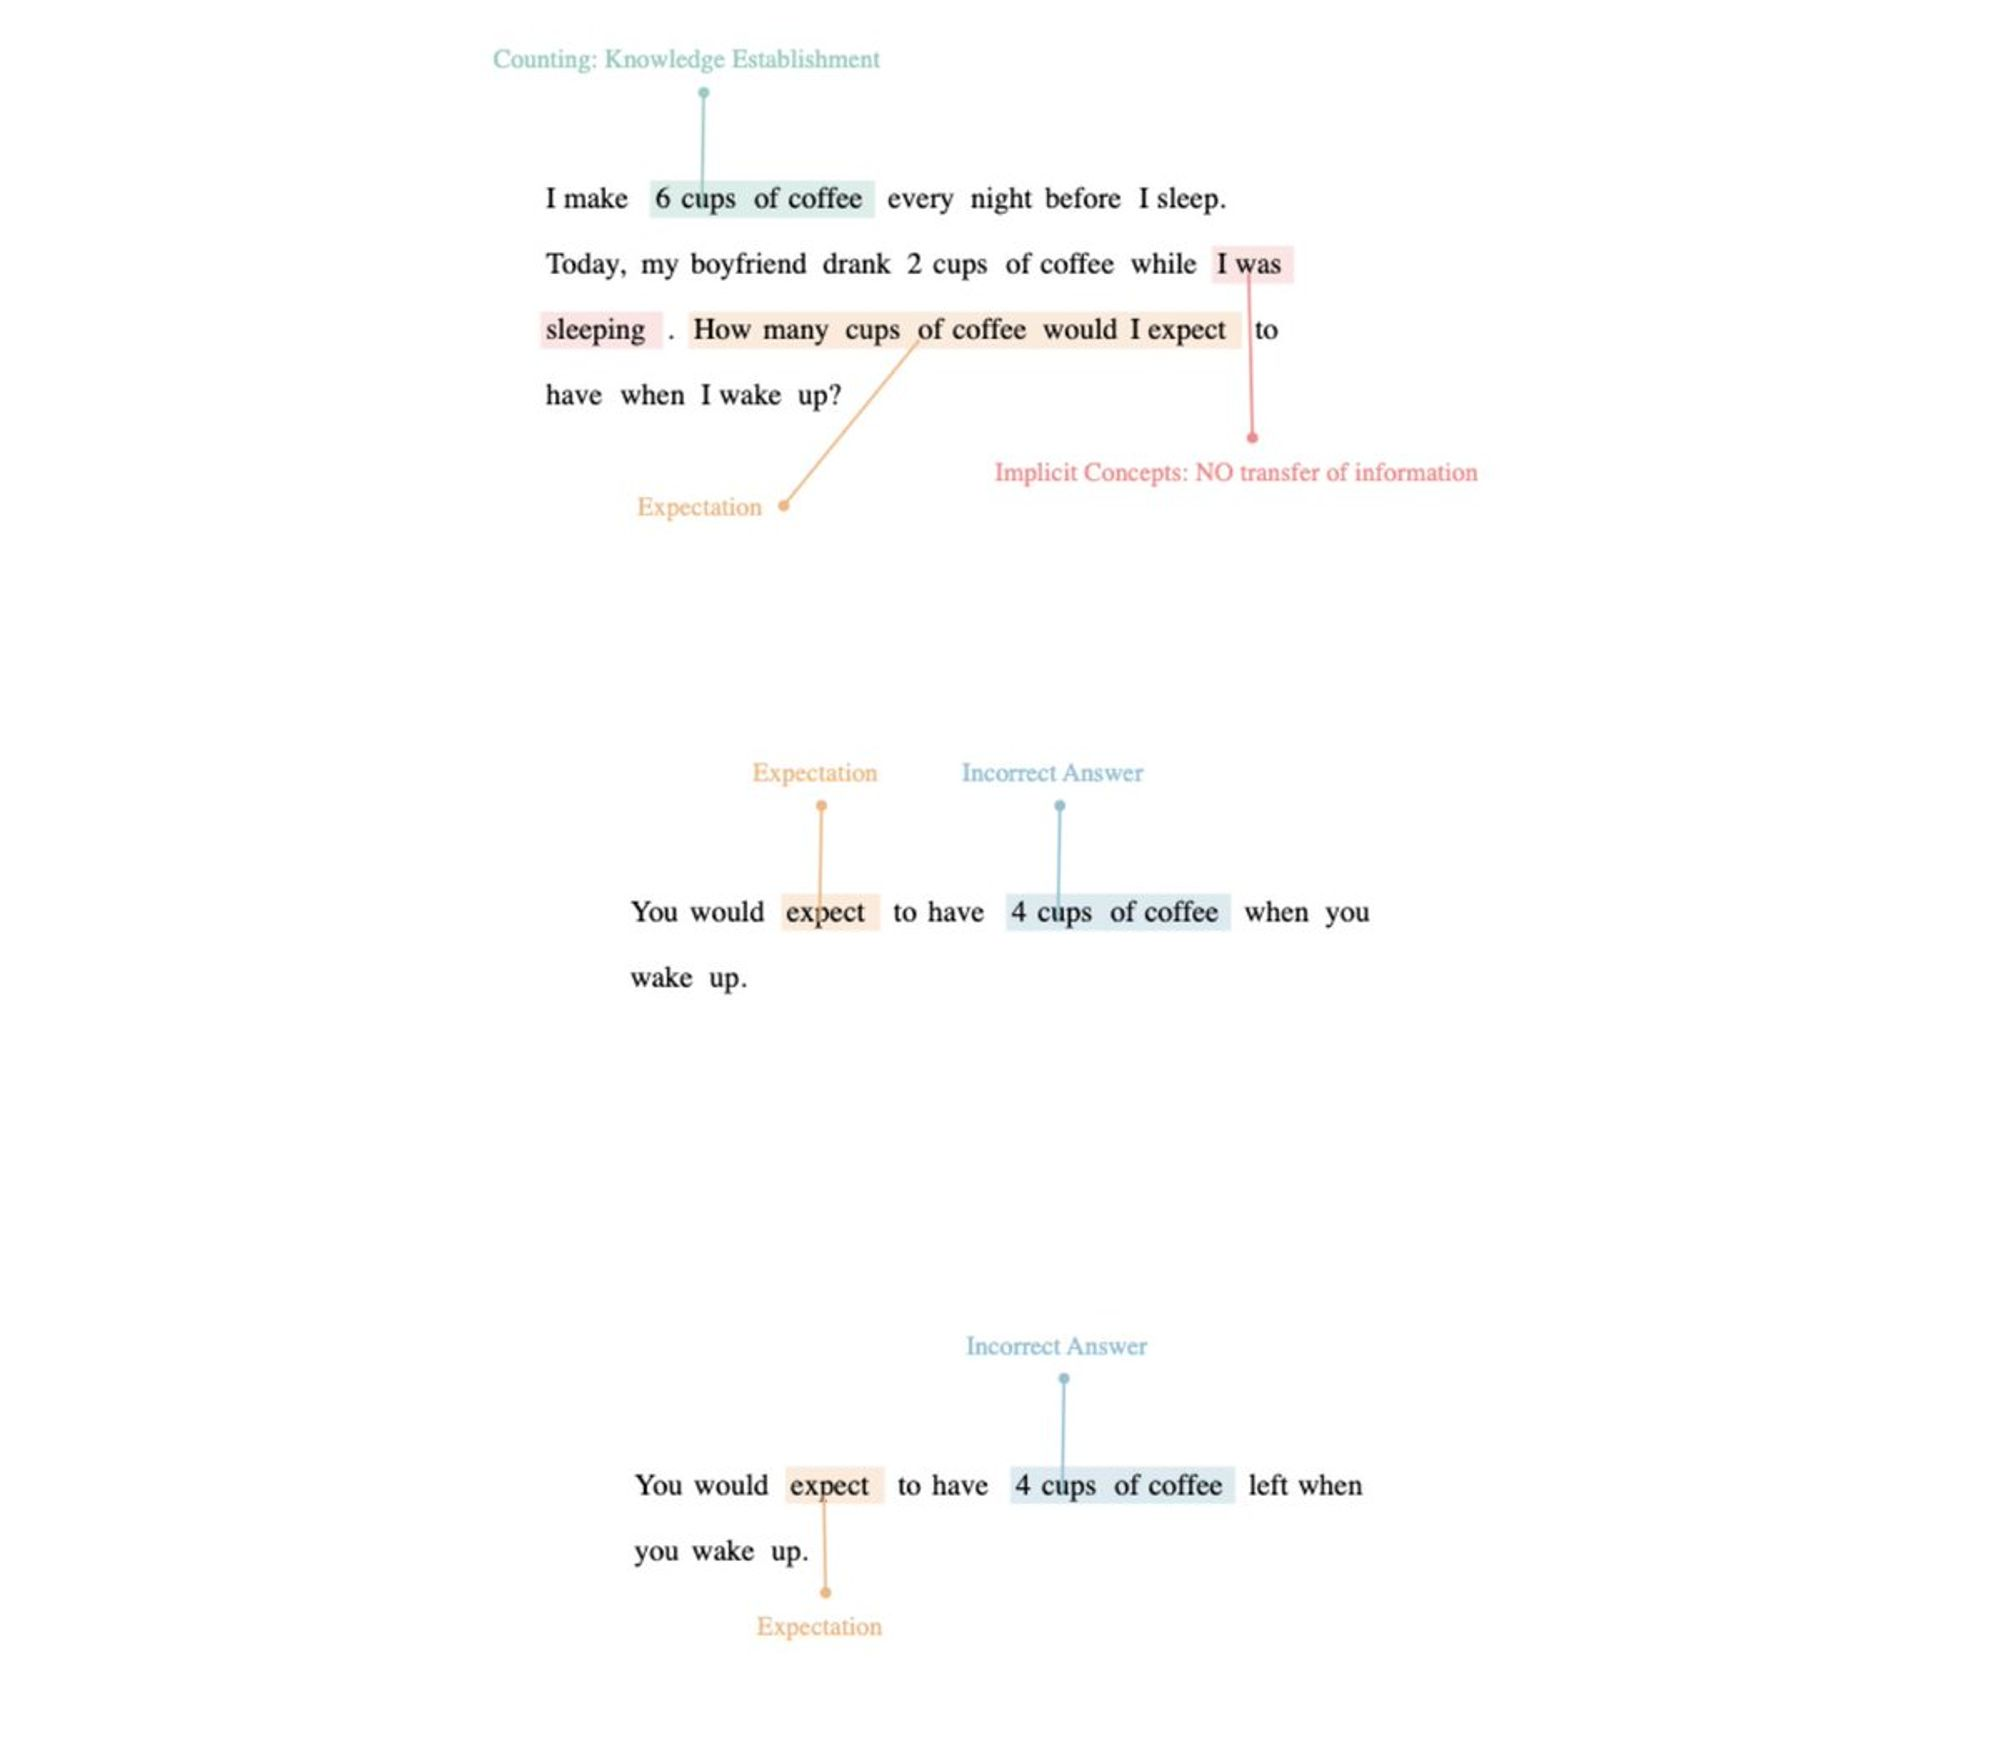 Counting: Knowledge Establishment
I make 6 cups of coffee every night before I sleep.
Today, my boyfriend drank 2 cups of coffee while I was
sleeping . How many cups of coffee would I expect to
have when I wake up?
Implicit Concepts: NO transfer of information
Expectation
Expectation Incorrect Answer
You would expect to have 4 cups of coffee when you
wake up.
Incorrect Answer
You would expect to have 4 cups of coffee left when
you wake up.
Expectation